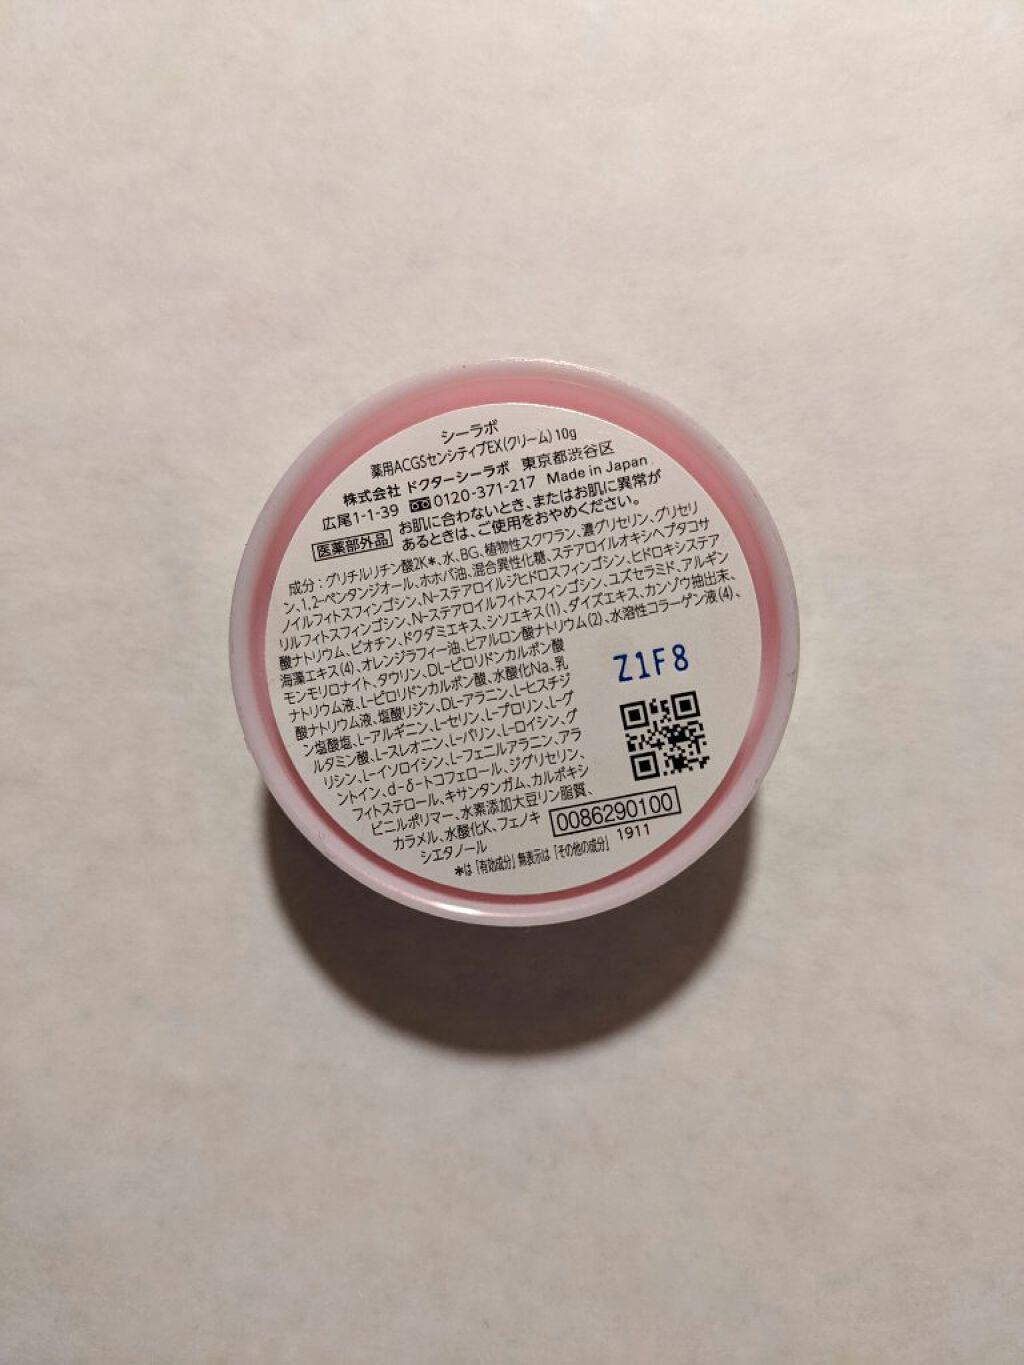 シーラボ
薬用ACGSセンシティブEX(クリーム) 10g
株式会社 ドクターシーラボ 東京都渋谷区
広尾1-1-39 0120-371-217 Made in Japan
医薬部外品 お肌に合わないとき、またはお肌に異常が
あるときは、ご使用をおやめください。
成分:グリチルリチン酸2K*、水、BG、植物性スクワラン、濃グリセリン、グリセリ
ン、1,2-ペンタンジオール、ホホバ油、混合異性化糖、ステアロイルオキシヘプタコサ
ノイルフィトスフィンゴシン、N-ステアロイルジヒドロスフィンゴシン、ヒドロキシステア
リルフィトスフィンゴシン、N-ステアロイルフィトスフィンゴシン、ユズセラミド、アルギン
酸ナトリウム、ビオチン、ドクダミエキス、シソエキス(1)、ダイズエキス、カンゾウ抽出末、
海藻エキス(4)、オレンジラフィー油、ヒアルロン酸ナトリウム(2)、水溶性コラーゲン液(4)、
モンモリロナイト、タウリン、DL-ピロリドンカルボン酸
ナトリウム液、L-ピロリドンカルボン酸、水酸化Na、乳
酸ナトリウム液、塩酸リジン、DL-アラニン、L-ヒスチジ
ン塩酸塩、L-アルギニン、L-セリン、L-プロリン、L-グ
ルタミン酸、L-スレオニン、L-バリン、L-ロイシン、グ
リシン、L-イソロイシン、L-フェニルアラニン、アラ
ントイン、d-δ-トコフェロール、ジグリセリン、
フィトステロール、キサンタンガム、カルボキシ
ビニルポリマー、水素添加大豆リン脂質、
カラメル、水酸化K、フェノキ
シエタノール
*は「有効成分」無表示は「その他の成分」
Z1F8
0086290100
1911